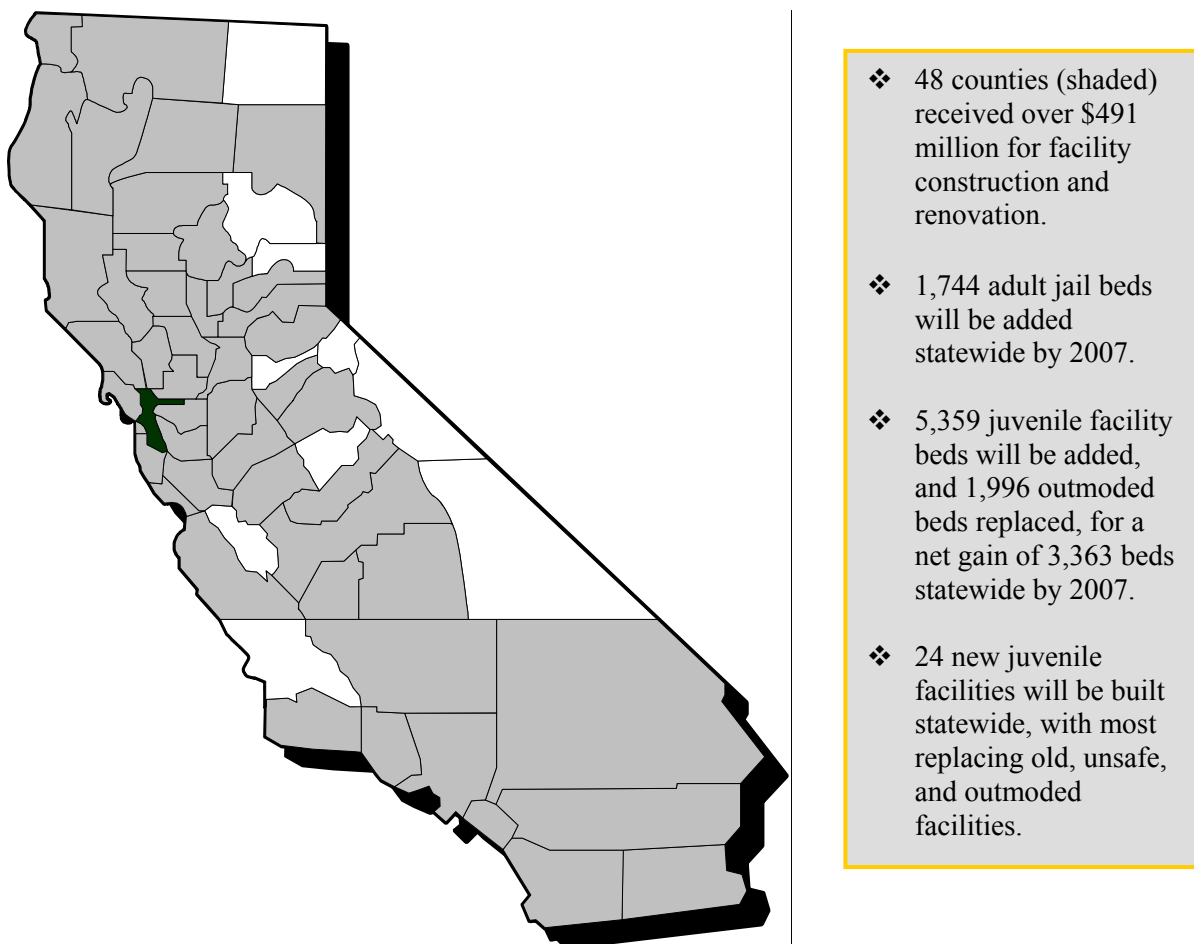 ❖ 48 counties (shaded)
received over $491
million for facility
construction and
renovation.
❖ 1,744 adult jail beds
will be added
statewide by 2007.
❖ 5,359 juvenile facility
beds will be added,
and 1,996 outmoded
beds replaced, for a
net gain of 3,363 beds
statewide by 2007.
❖ 24 new juvenile
facilities will be built
statewide, with most
replacing old, unsafe,
and outmoded
facilities.